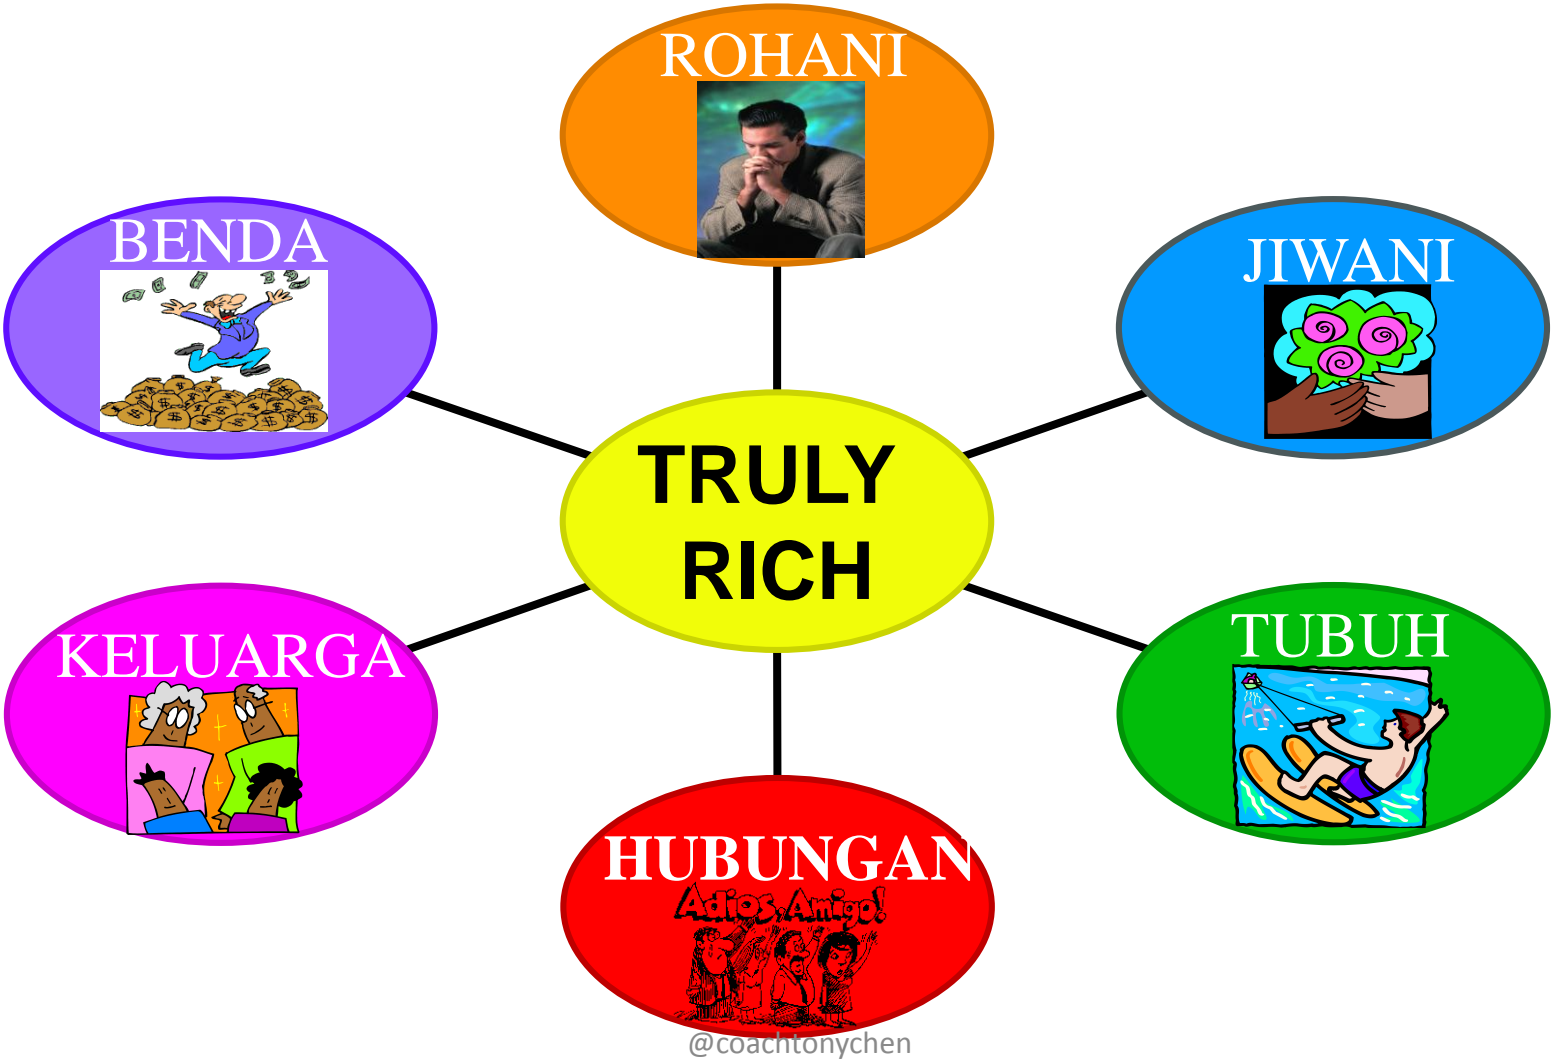 ROHANI
BENDA
JIWANI
TRULY
RICH
KELUARGA
TUBUH
HUBUNGAN
Adios, Amigo!
@coachtonychen